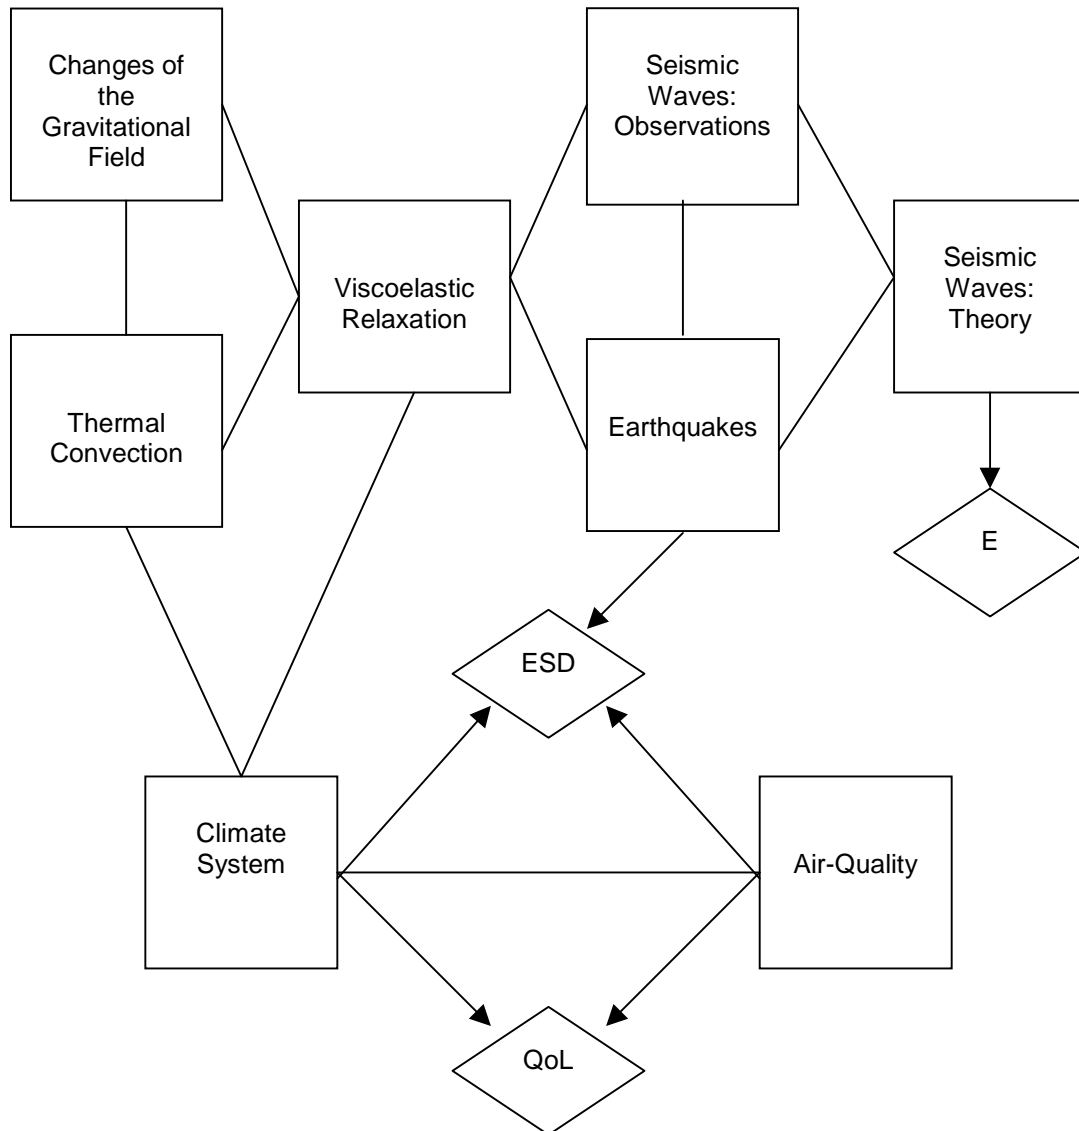 Changes of
the
Gravitational
Field
Seismic
Waves:
Observations
Viscoelastic
Relaxation
Seismic
Waves:
Theory
Thermal
Convection
Earthquakes
E
ESD
Climate
System
Air-Quality
QoL